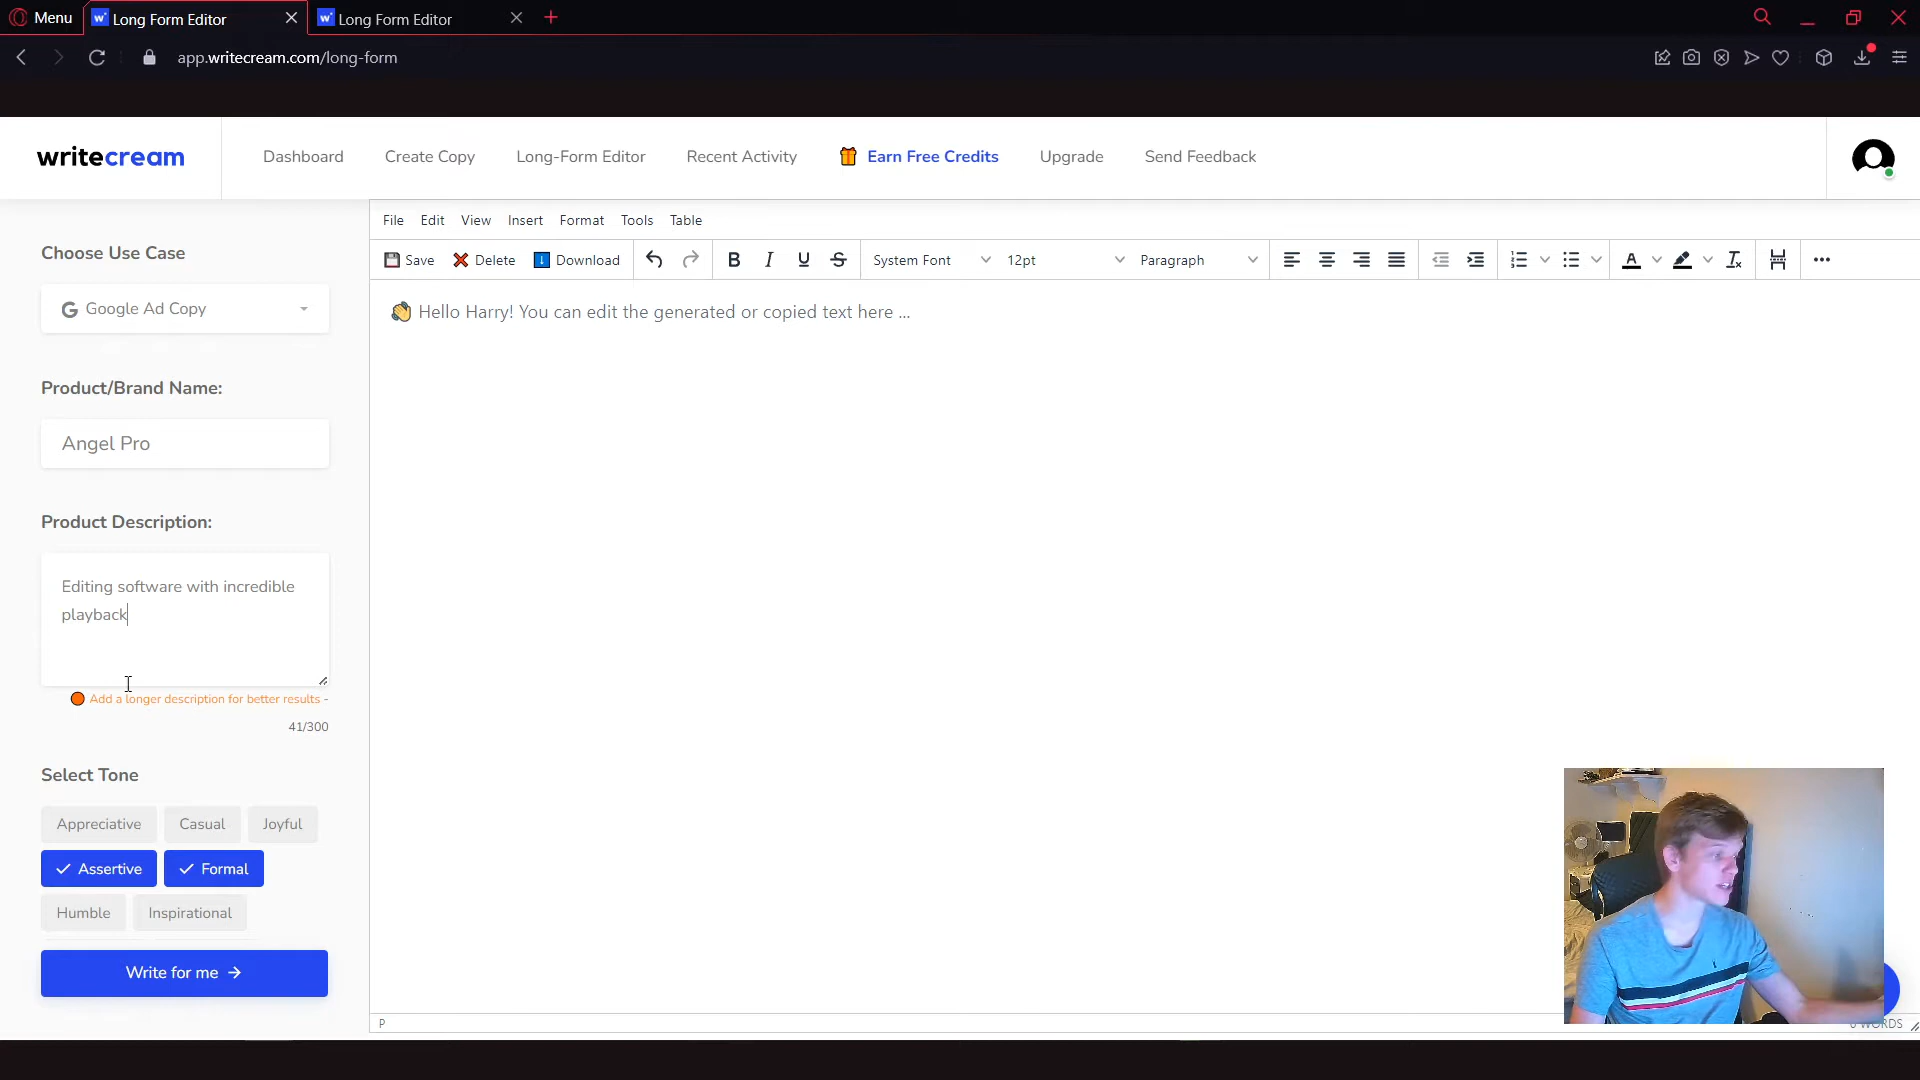 Menu
Long Form Editor
Long Form Editor
app.writecream.com/long-form
writecream
Dashboard
Create Copy
Long-Form Editor
Recent Activity
Earn Free Credits
Upgrade
Send Feedback
Choose Use Case
Google Ad Copy
Product/Brand Name:
Angel Pro
Product Description:
Editing software with incredible
playback
Add a longer description for better results -
41/300
Select Tone
Appreciative
Casual
Joyful
Assertive
Formal
Humble
Inspirational
Write for me →
File Edit View Insert Format Tools Table
Save
Delete
Download
B I U S
System Font
12pt
Paragraph
👋 Hello Harry! You can edit the generated or copied text here ...
P
0 WORDS